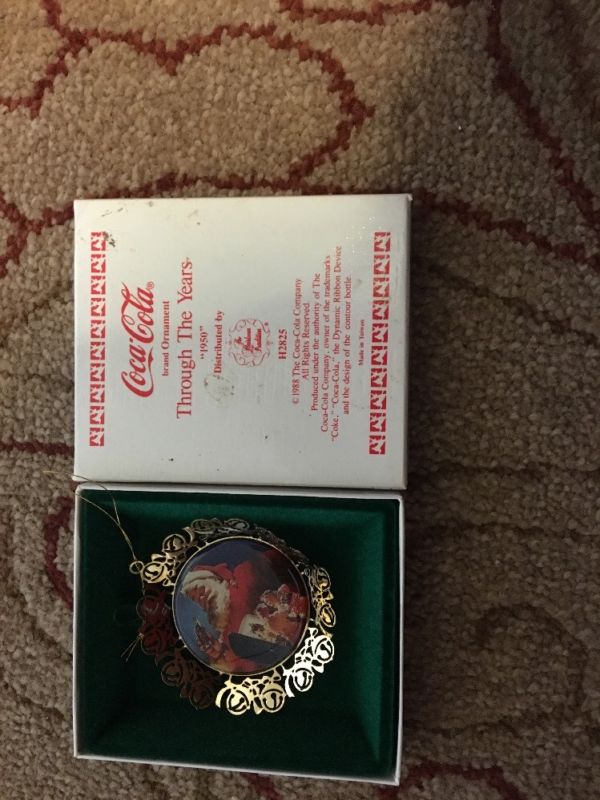 Coca-Cola®
brand Ornament
Through The Years
"1950"
Distributed by
H2825
©1988 The Coca-Cola Company
All Rights Reserved.
Produced under the authority of The
Coca-Cola Company, owner of the trademarks
"Coke," "Coca-Cola," the Dynamic Ribbon Device
and the design of the contour bottle.
Made in Taiwan